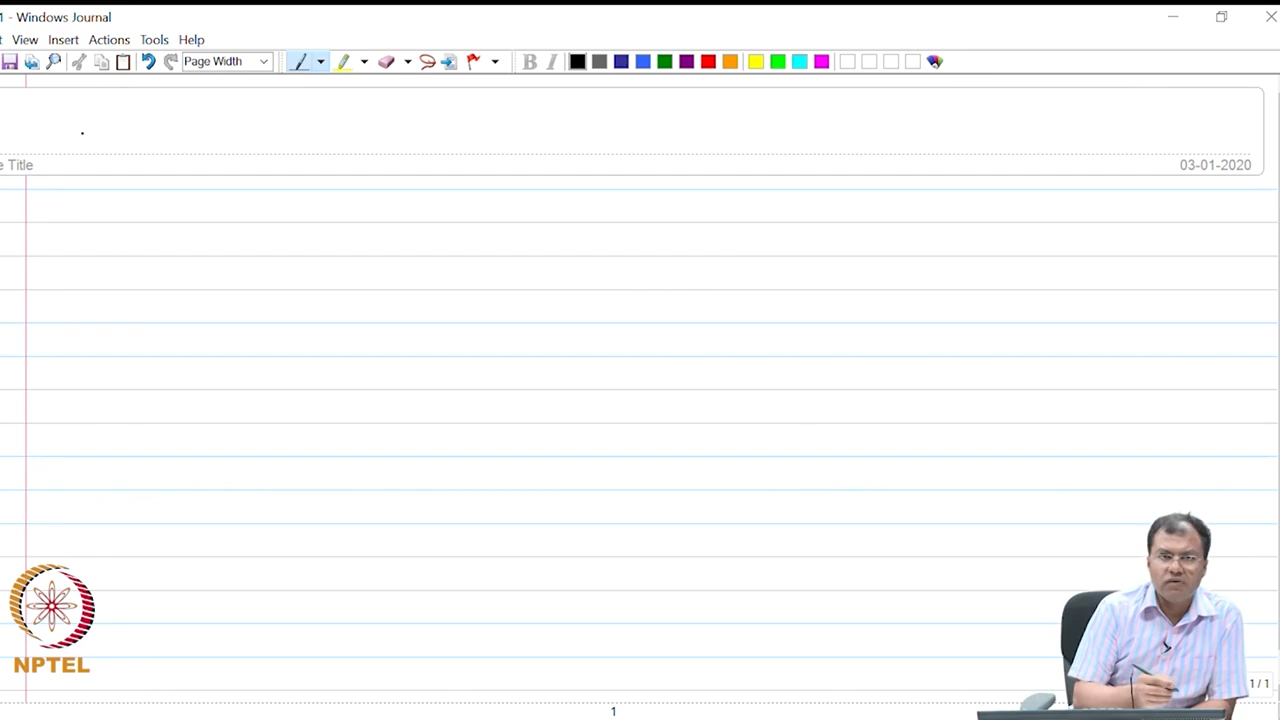 1 - Windows Journal
t View Insert Actions Tools Help
Page Width B I
e Title 03-01-2020
NPTEL
1 / 1
1